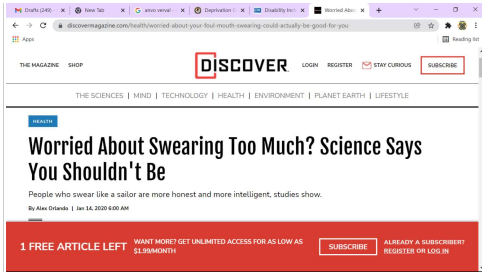 Drafts (249) -
New Tab
anvo verval -
Deprivation
Disability Incl
Worried Abou
discovermagazine.com/health/worried-about-your-foul-mouth-swearing-could-actually-be-good-for-you
Apps
Reading list
THE MAGAZINE SHOP
DISCOVER
LOGIN REGISTER STAY CURIOUS SUBSCRIBE
THE SCIENCES | MIND | TECHNOLOGY | HEALTH | ENVIRONMENT | PLANET EARTH | LIFESTYLE
HEALTH
Worried About Swearing Too Much? Science Says
You Shouldn't Be
People who swear like a sailor are more honest and more intelligent, studies show.
By Alex Orlando | Jan 14, 2020 6:00 AM
1 FREE ARTICLE LEFT
WANT MORE? GET UNLIMITED ACCESS FOR AS LOW AS
$1.99/MONTH
SUBSCRIBE
ALREADY A SUBSCRIBER?
REGISTER OR LOG IN